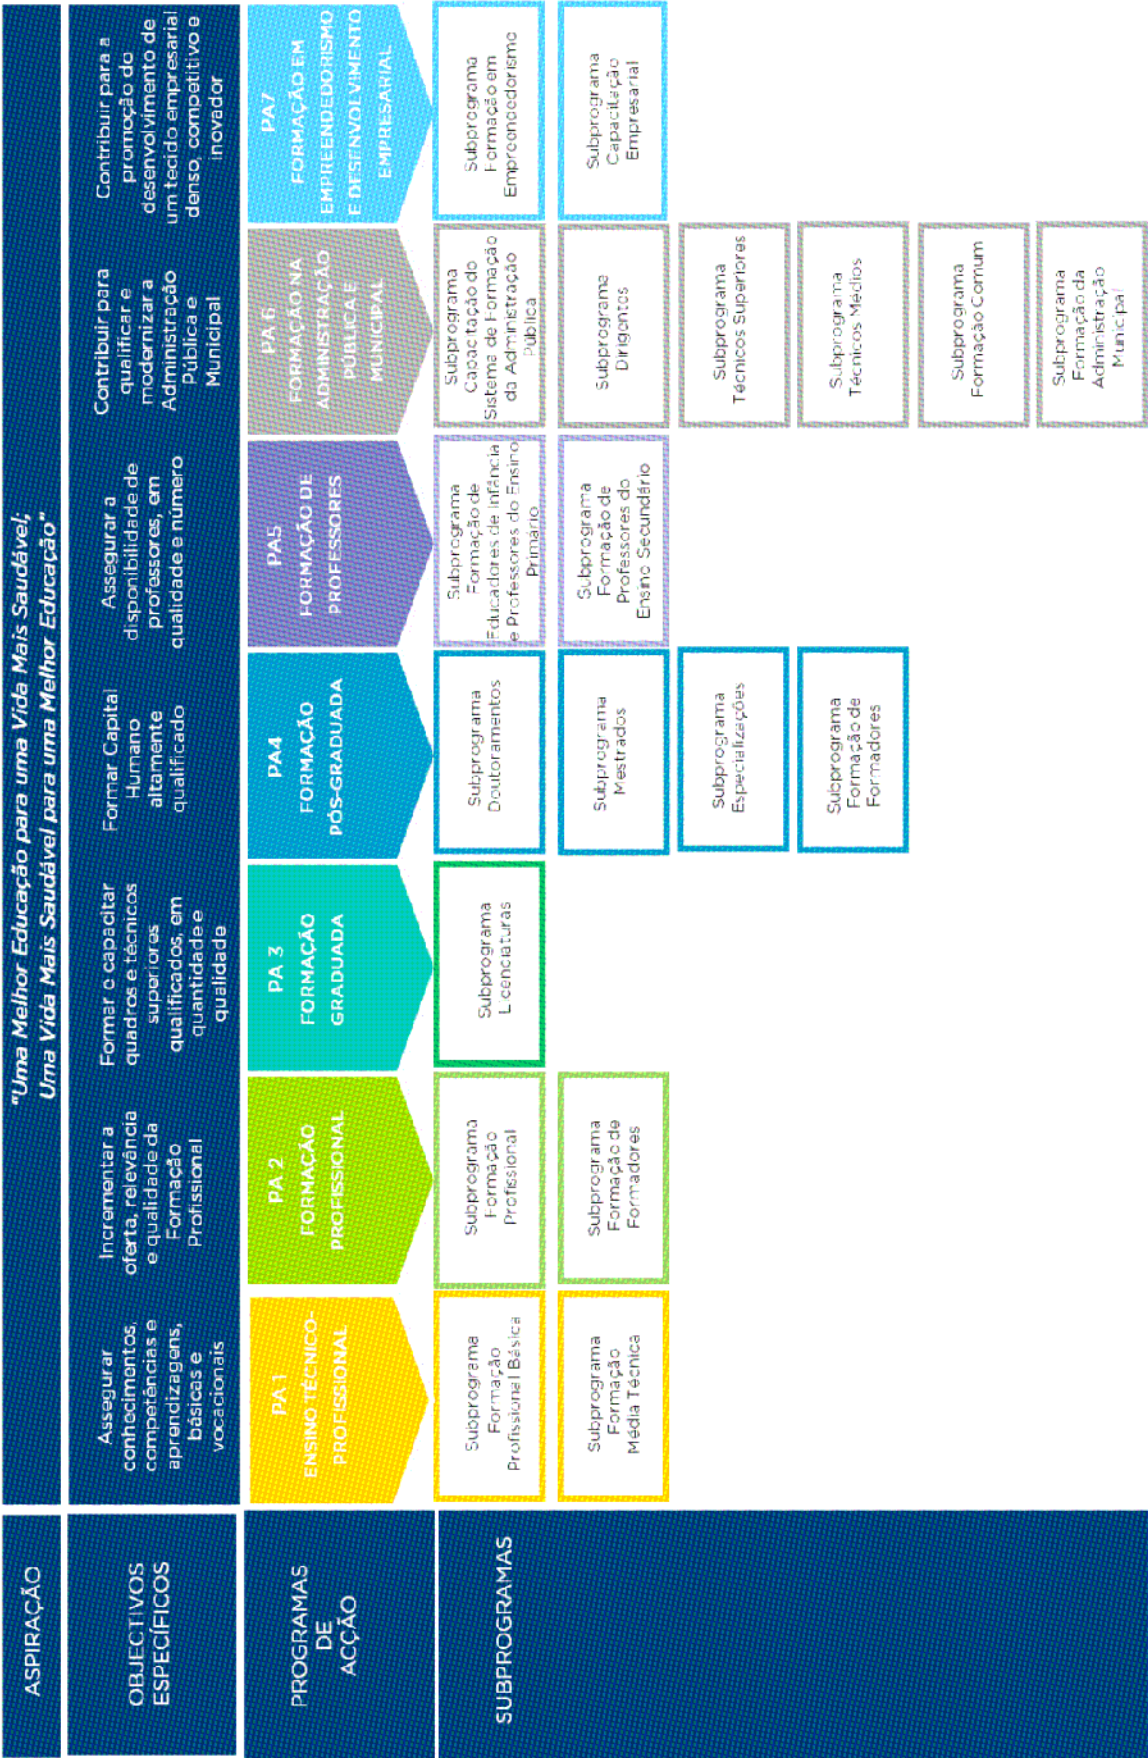 ASPIRAÇÃO
"Uma Melhor Educação para uma Vida Mais Saudável;
Uma Vida Mais Saudável para uma Melhor Educação"
OBJECTIVOS
ESPECÍFICOS
Assegurar
conhecimentos,
competências e
aprendizagens,
básicas e
vocacionais
Incrementar a
oferta, relevância
e qualidade da
Formação
Profissional
Formar e capacitar
quadros e técnicos
superiores
qualificados, em
quantidade e
qualidade
Formar Capital
Humano
altamente
qualificado
Assegurar a
disponibilidade de
professores, em
qualidade e número
Contribuir para
qualificar e
modernizar a
Administração
Pública e
Municipal
Contribuir para a
promoção do
desenvolvimento de
um tecido empresarial
denso, competitivo e
inovador
PROGRAMAS
DE
ACÇÃO
PA 1
ENSINO TÉCNICO-
PROFISSIONAL
PA 2
FORMAÇÃO
PROFISSIONAL
PA 3
FORMAÇÃO
GRADUADA
PA4
FORMAÇÃO
PÓS-GRADUADA
PA5
FORMAÇÃO DE
PROFESSORES
PA 6
FORMAÇÃO NA
ADMINISTRAÇÃO
PÚBLICA E
MUNICIPAL
PA7
FORMAÇÃO EM
EMPREENDEDORISMO
E DESENVOLVIMENTO
EMPRESARIAL
SUBPROGRAMAS
Subprograma
Formação
Profissional Básica
Subprograma
Formação
Profissional
Subprograma
Licenciaturas
Subprograma
Doutoramentos
Subprograma
Formação de
Educadores de Infância
e Professores do Ensino
Primário
Subprograma
Capacitação do
Sistema de Formação
da Administração
Pública
Subprograma
Formação em
Empreendedorismo
Subprograma
Formação
Média Técnica
Subprograma
Formação de
Formadores
Subprograma
Mestrados
Subprograma
Formação de
Professores do
Ensino Secundário
Subprograma
Dirigentes
Subprograma
Capacitação
Empresarial
Subprograma
Especializações
Subprograma
Técnicos Superiores
Subprograma
Formação de
Formadores
Subprograma
Técnicos Médios
Subprograma
Formação Comum
Subprograma
Formação da
Administração
Municipal